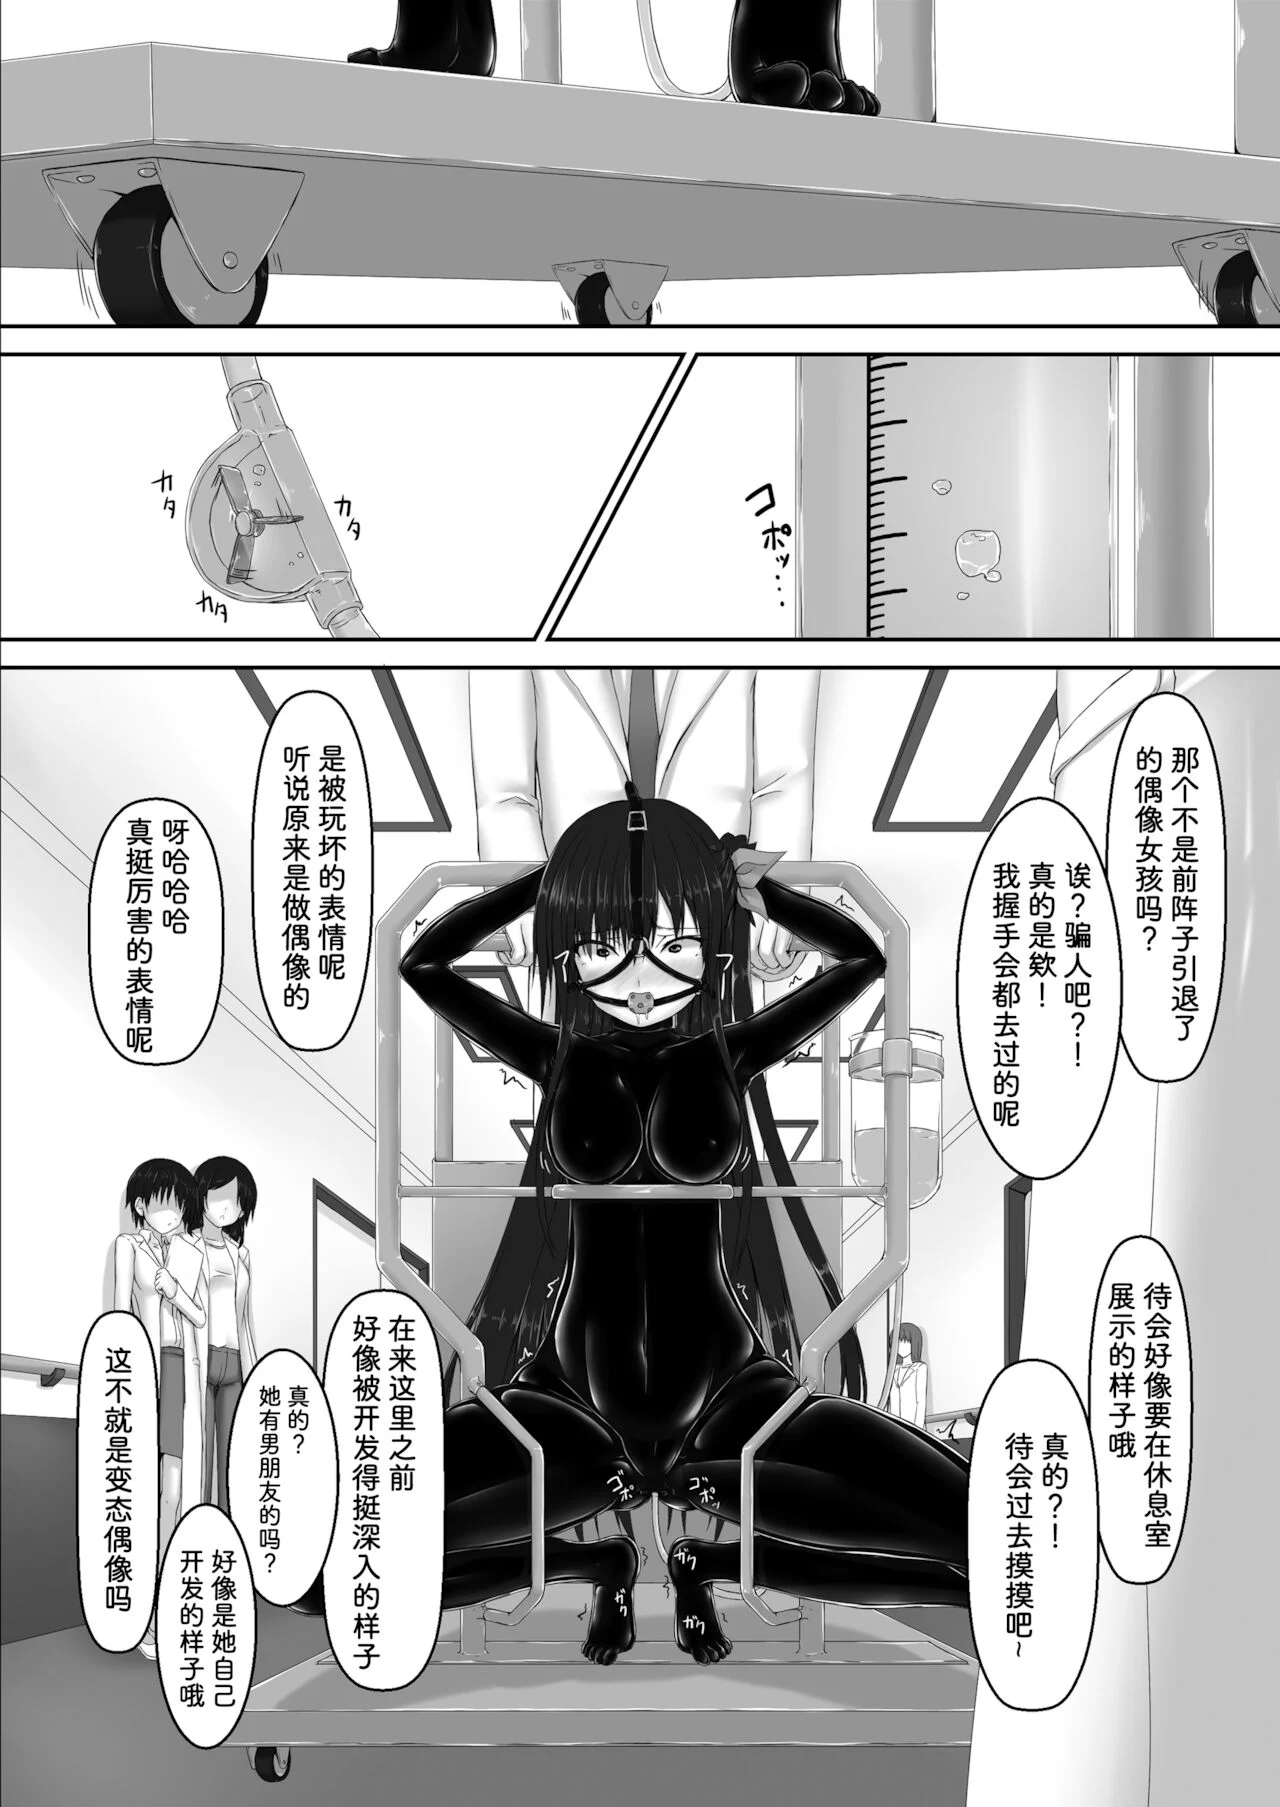 コポッ…
カタ
カタ
カタ
那个不是前阵子引退了
的偶像女孩吗？
诶？骗人吧？！
真的是欸！
我握手会都去过的呢
是被玩坏的表情呢
听说原来是做偶像的
呀哈哈哈
真挺厉害的表情呢
待会好像要在休息室
展示的样子哦
真的？！
待会过去摸摸吧~
在来这里之前
好像被开发得挺深入的样子
真的？
她有男朋友的吗？
好像是她自己
开发的样子哦
这不就是变态偶像吗
ゴポッ
ゴポ
ガク
ガク
ガク